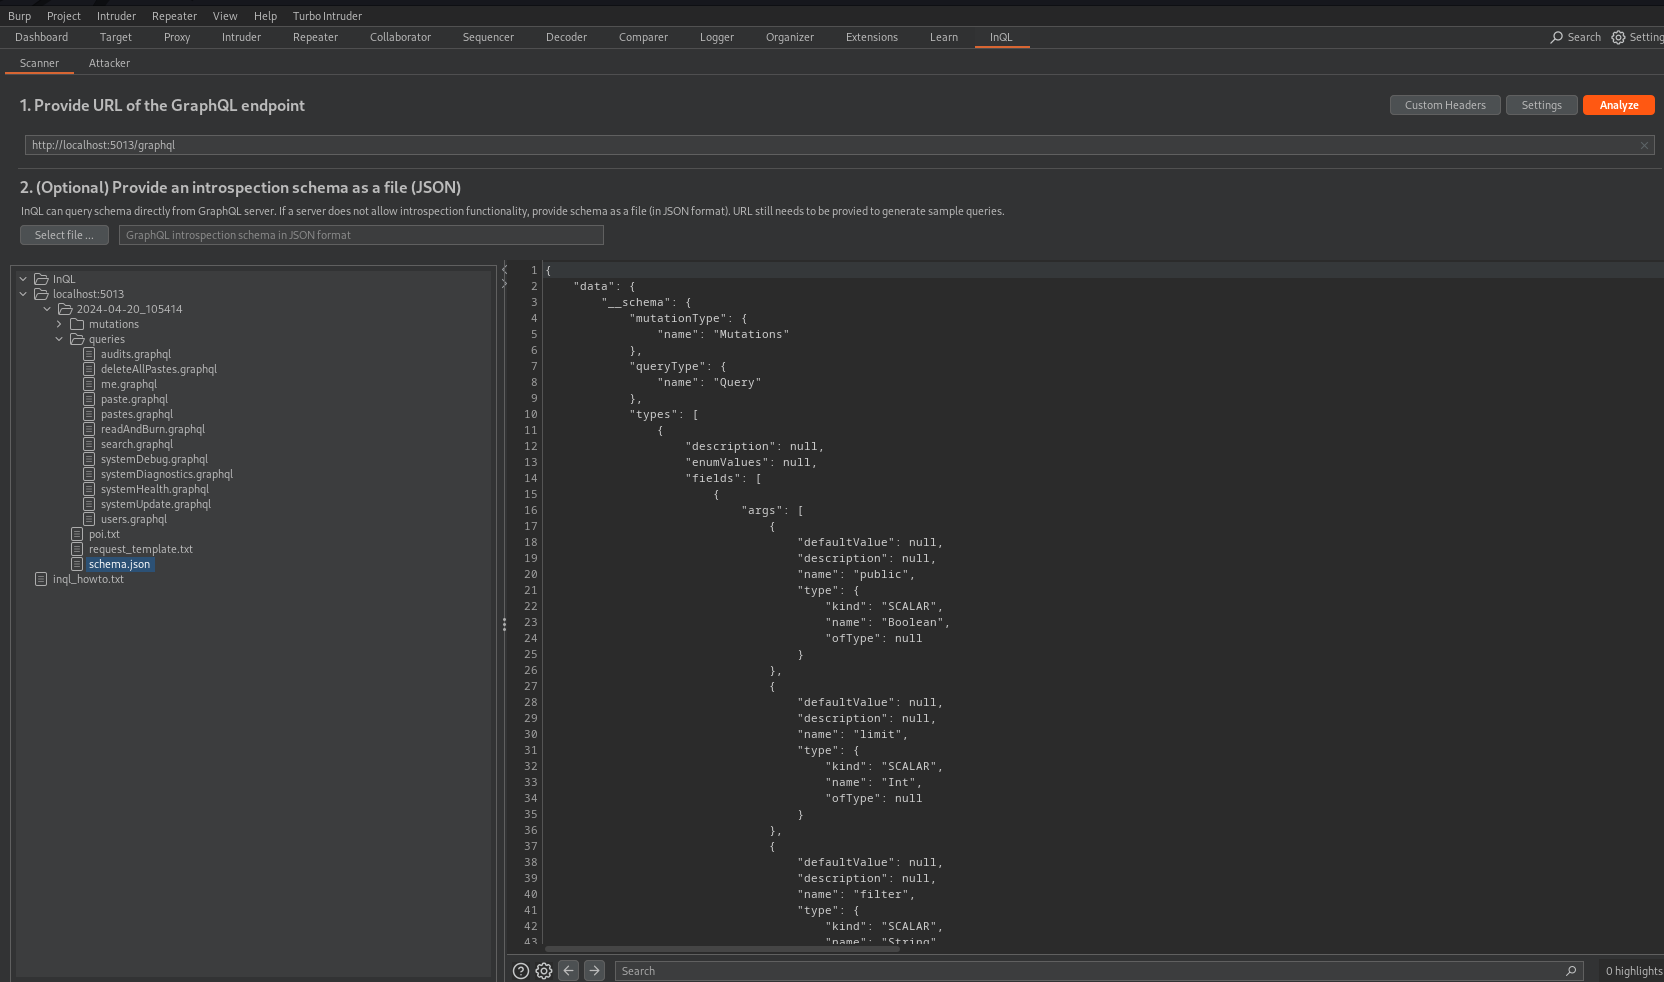 Burp Project Intruder Repeater View Help Turbo Intruder
Dashboard Target Proxy Intruder Repeater Collaborator Sequencer Decoder Comparer Logger Organizer Extensions Learn InQL Search Setting
Scanner Attacker
1. Provide URL of the GraphQL endpoint
Custom Headers Settings Analyze
http://localhost:5013/graphql
2. (Optional) Provide an introspection schema as a file (JSON)
InQL can query schema directly from GraphQL server. If a server does not allow introspection functionality, provide schema as a file (in JSON format). URL still needs to be provied to generate sample queries.
Select file ... GraphQL introspection schema in JSON format
InQL
localhost:5013
2024-04-20_105414
mutations
queries
audits.graphql
deleteAllPastes.graphql
me.graphql
paste.graphql
pastes.graphql
readAndBurn.graphql
search.graphql
systemDebug.graphql
systemDiagnostics.graphql
systemHealth.graphql
systemUpdate.graphql
users.graphql
poi.txt
request_template.txt
schema.json
inql_howto.txt
1 {
2 "data": {
3 "__schema": {
4 "mutationType": {
5 "name": "Mutations"
6 },
7 "queryType": {
8 "name": "Query"
9 },
10 "types": [
11 {
12 "description": null,
13 "enumValues": null,
14 "fields": [
15 {
16 "args": [
17 {
18 "defaultValue": null,
19 "description": null,
20 "name": "public",
21 "type": {
22 "kind": "SCALAR",
23 "name": "Boolean",
24 "ofType": null
25 }
26 },
27 {
28 "defaultValue": null,
29 "description": null,
30 "name": "limit",
31 "type": {
32 "kind": "SCALAR",
33 "name": "Int",
34 "ofType": null
35 }
36 },
37 {
38 "defaultValue": null,
39 "description": null,
40 "name": "filter",
41 "type": {
42 "kind": "SCALAR",
43 "name": "String"
Search 0 highlights